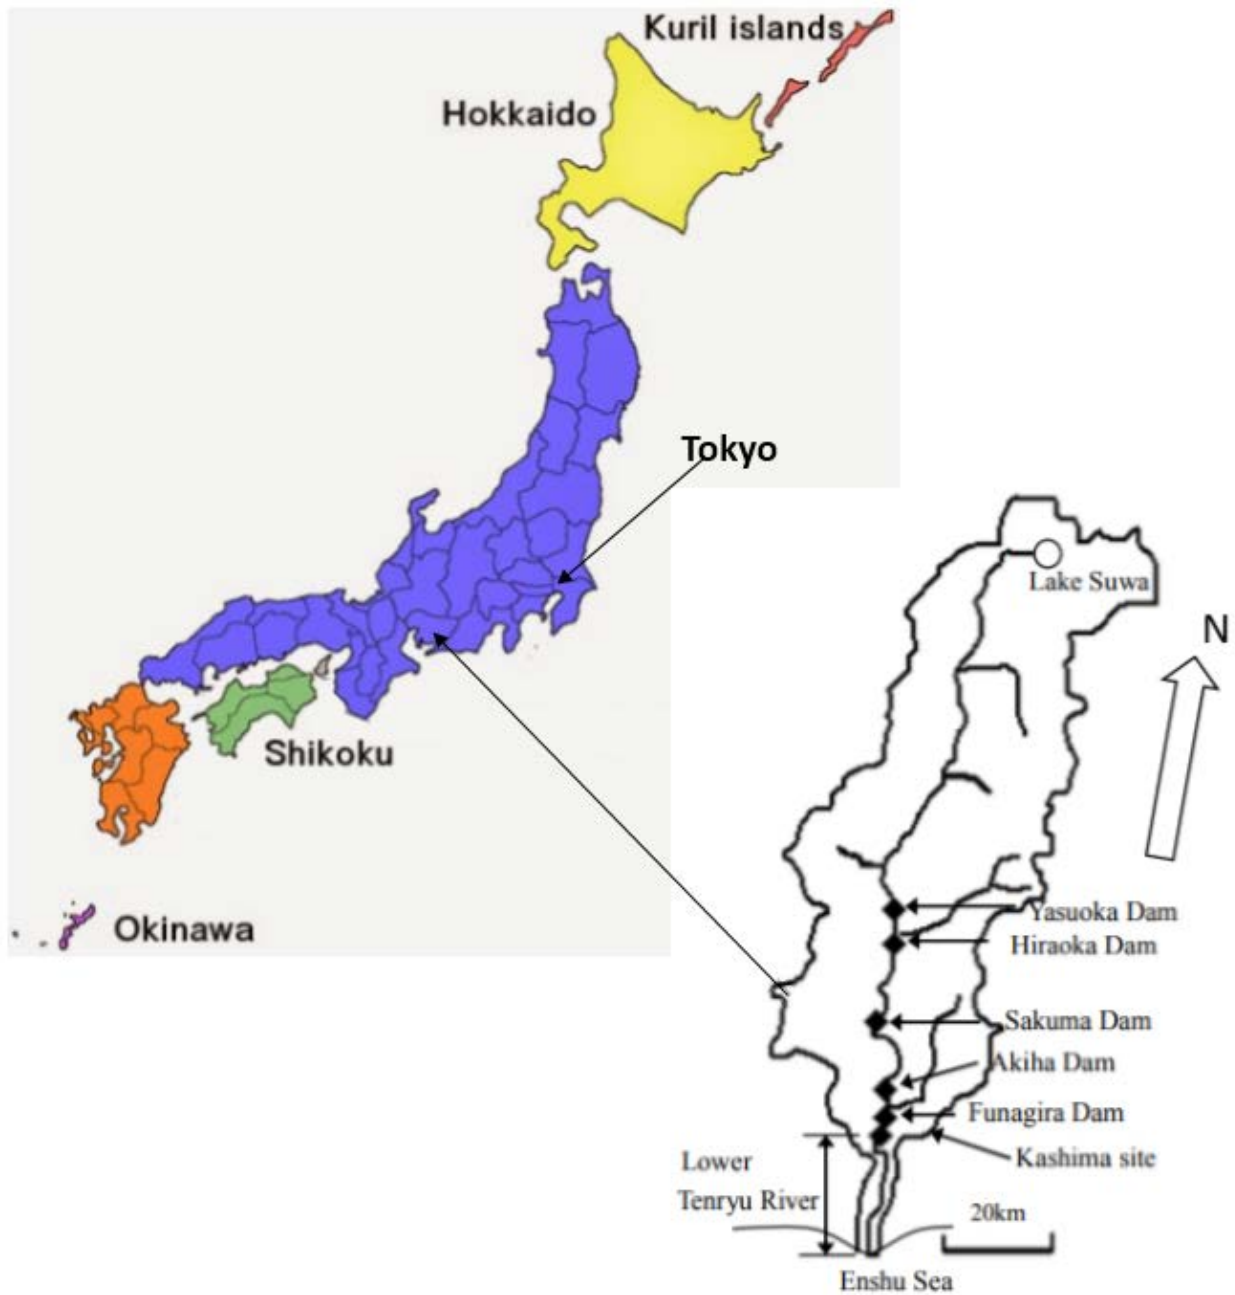 Kuril islands
Hokkaido
Tokyo
Shikoku
Okinawa
Lake Suwa
N
Yasuoka Dam
Hiraoka Dam
Sakuma Dam
Akiha Dam
Funagira Dam
Kashima site
Lower
Tenryu River
20km
Enshu Sea